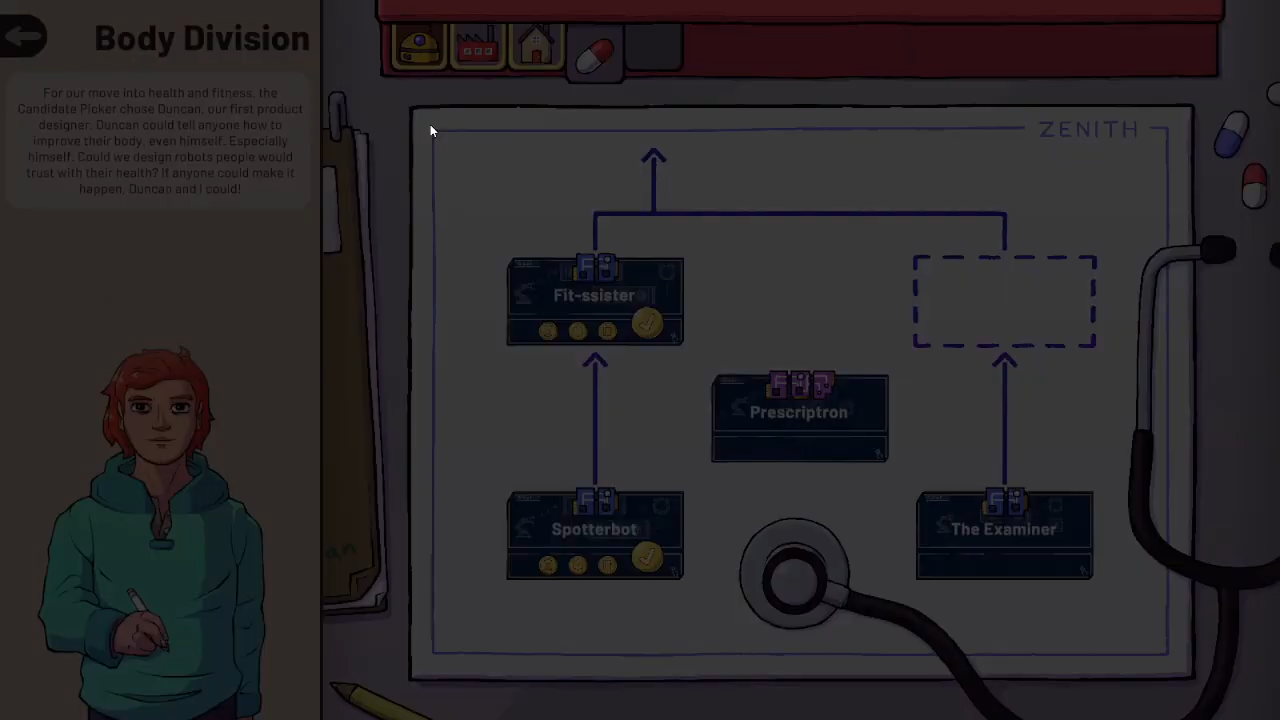 Body Division
For our move into health and fitness, the
Candidate Picker chose Duncan, our first product
designer. Duncan could tell anyone how to
improve their body, even himself. Especially
himself. Could we design robots people would
trust with their health? If anyone could make it
happen, Duncan and I could!
ZENITH
Fit-ssister
Prescriptron
Spotterbot
The Examiner